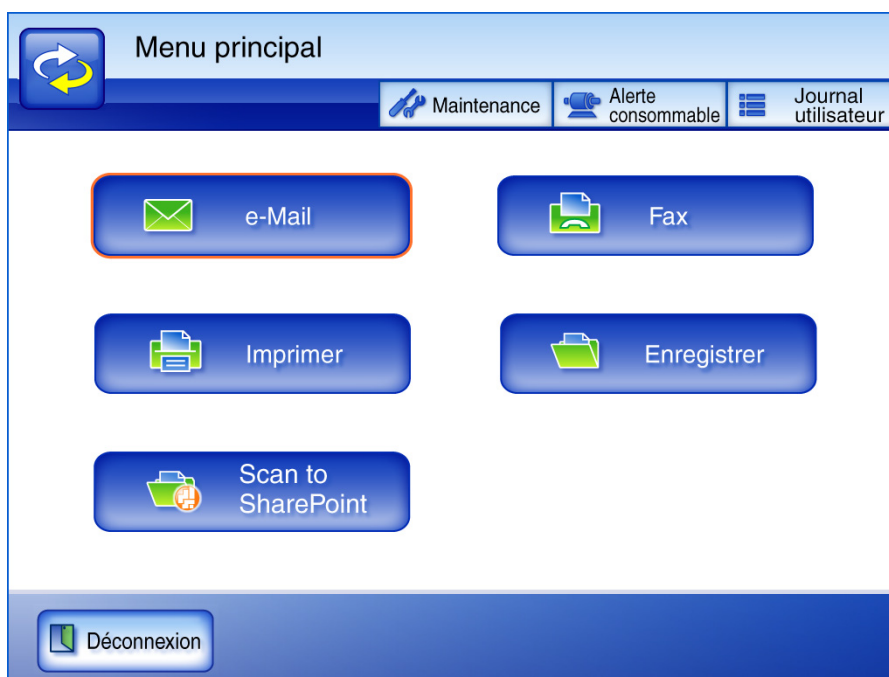 Menu principal
Maintenance
Alerte
consommable
Journal
utilisateur
e-Mail
Fax
Imprimer
Enregistrer
Scan to
SharePoint
Déconnexion